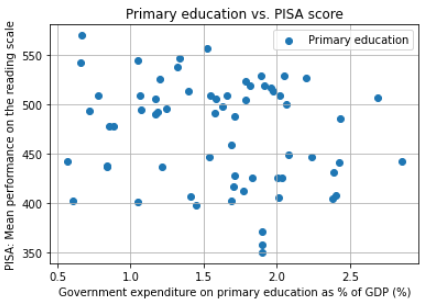 Primary education vs. PISA score
Primary education
PISA: Mean performance on the reading scale
550
500
450
400
350
0.5 1.0 1.5 2.0 2.5
Government expenditure on primary education as % of GDP (%)